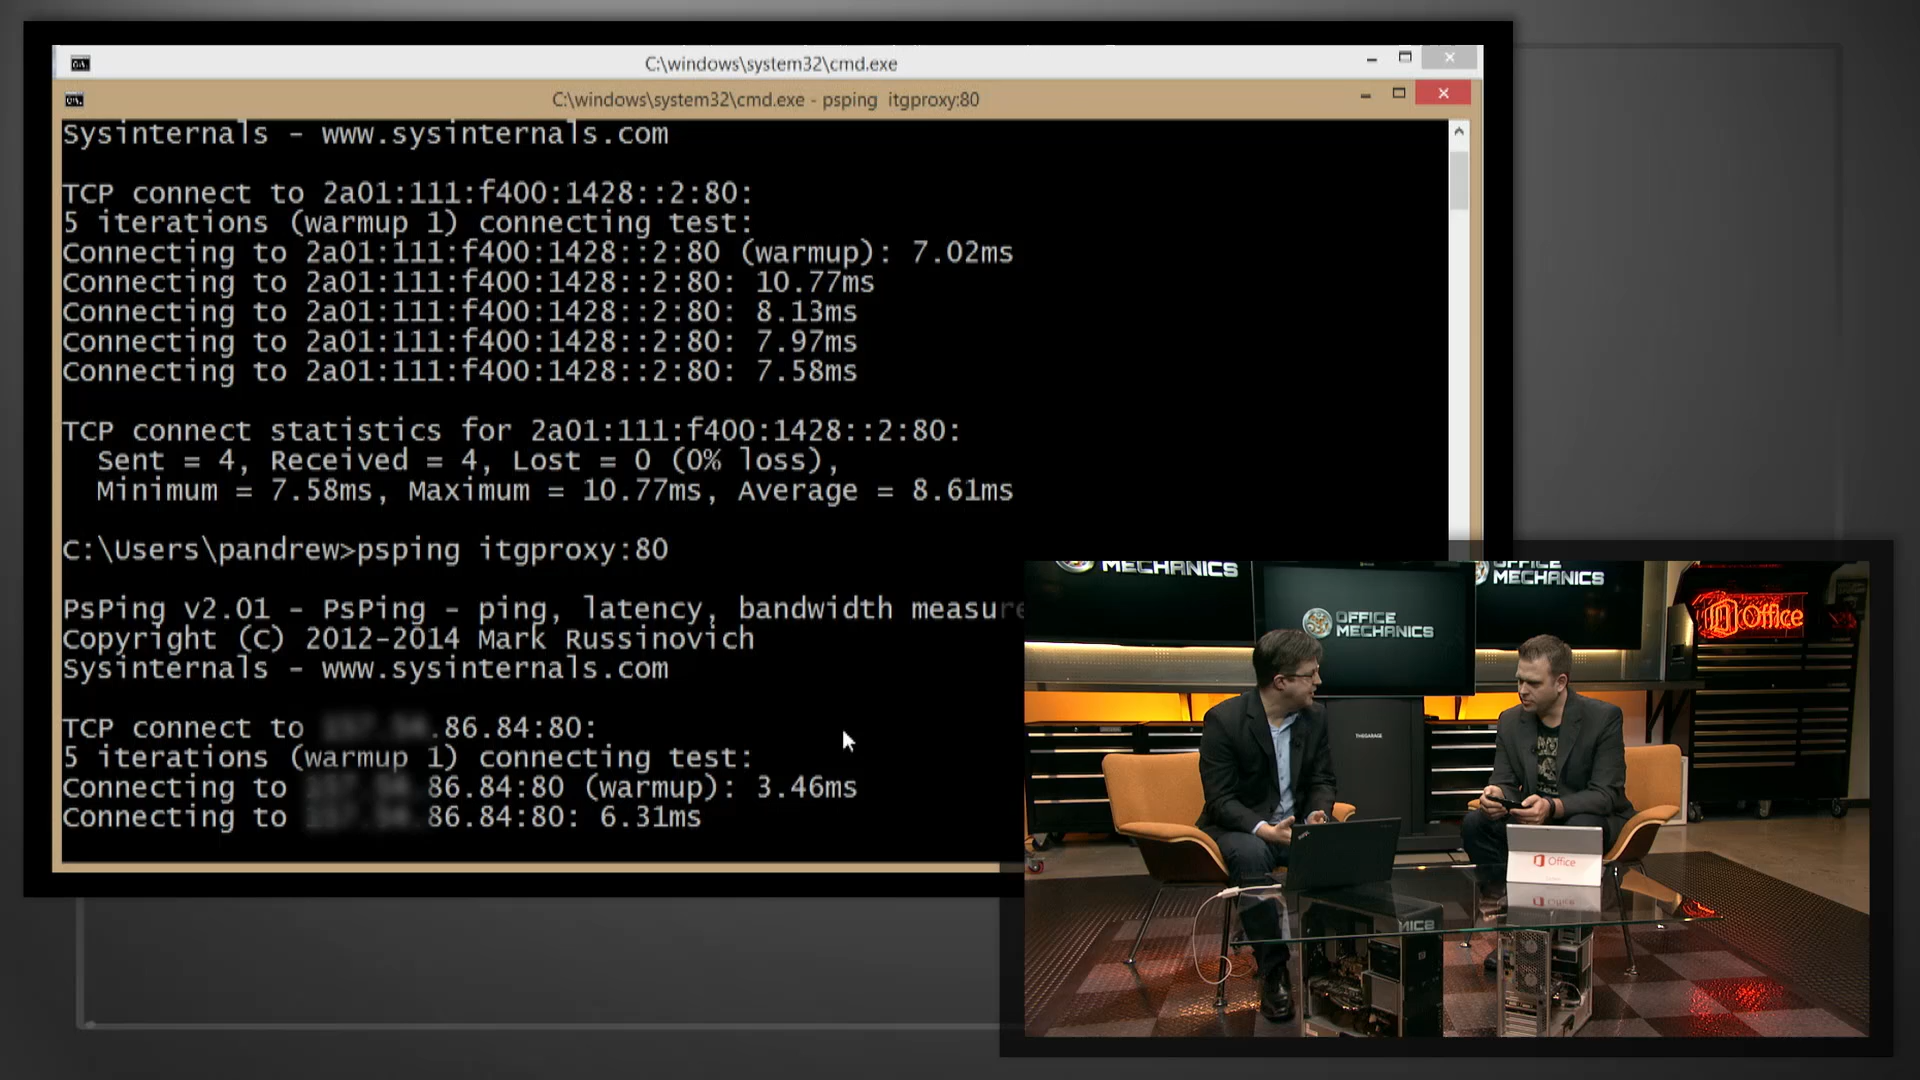 C:\windows\system32\cmd.exe
C:\windows\system32\cmd.exe - psping itgproxy:80
Sysinternals - www.sysinternals.com
TCP connect to 2a01:111:f400:1428::2:80:
5 iterations (warmup 1) connecting test:
Connecting to 2a01:111:f400:1428::2:80 (warmup): 7.02ms
Connecting to 2a01:111:f400:1428::2:80: 10.77ms
Connecting to 2a01:111:f400:1428::2:80: 8.13ms
Connecting to 2a01:111:f400:1428::2:80: 7.97ms
Connecting to 2a01:111:f400:1428::2:80: 7.58ms
TCP connect statistics for 2a01:111:f400:1428::2:80:
Sent = 4, Received = 4, Lost = 0 (0% loss),
Minimum = 7.58ms, Maximum = 10.77ms, Average = 8.61ms
C:\Users\pandrew>psping itgproxy:80
PsPing v2.01 - PsPing - ping, latency, bandwidth measure
Copyright (C) 2012-2014 Mark Russinovich
Sysinternals - www.sysinternals.com
TCP connect to .86.84:80:
5 iterations (warmup 1) connecting test:
Connecting to 86.84:80 (warmup): 3.46ms
Connecting to 86.84:80: 6.31ms
MECHANICS
OFFICE
MECHANICS
OFFICE
MECHANICS
Office
THEGARAGE
Office